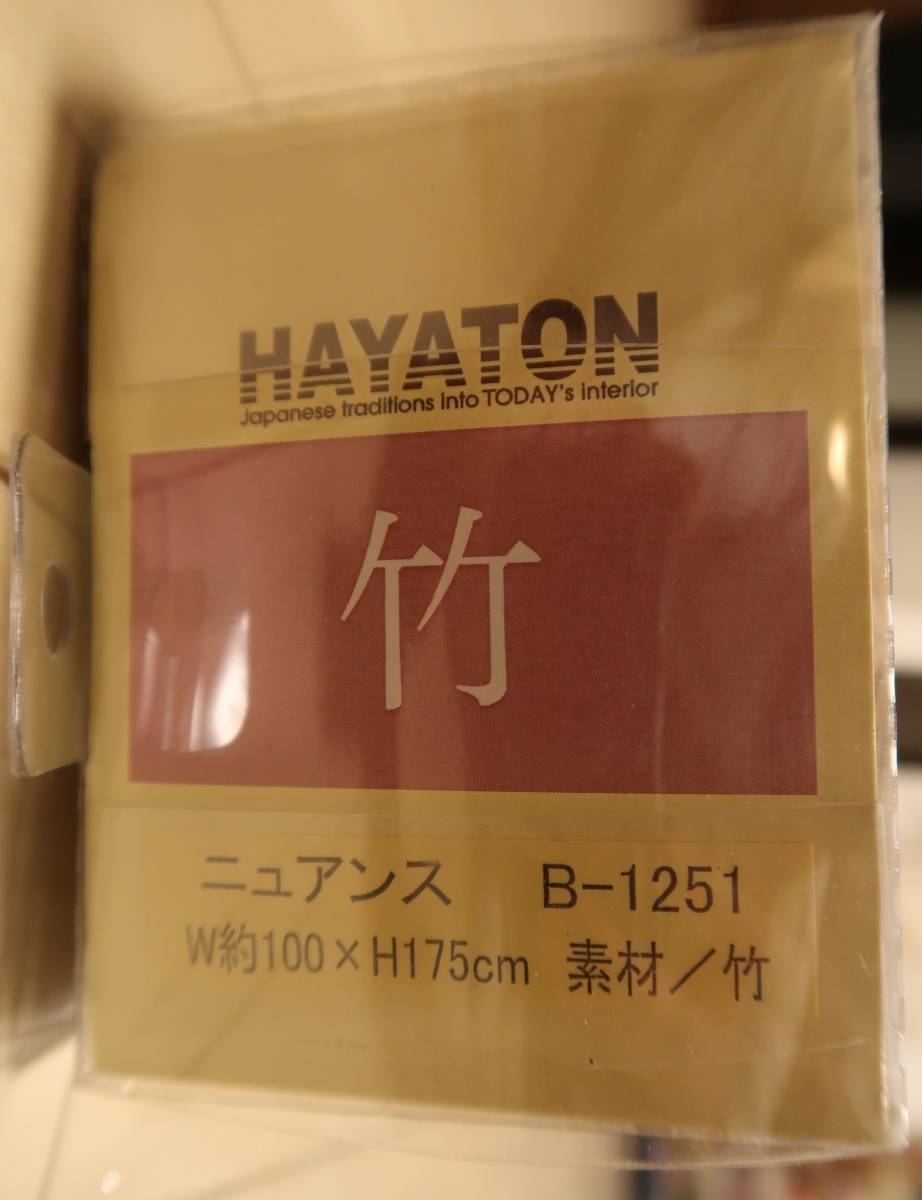 HAYATON
Japanese traditions into TODAY's interior
竹
ニュアンス B-1251
W約100×H175cm 素材／竹